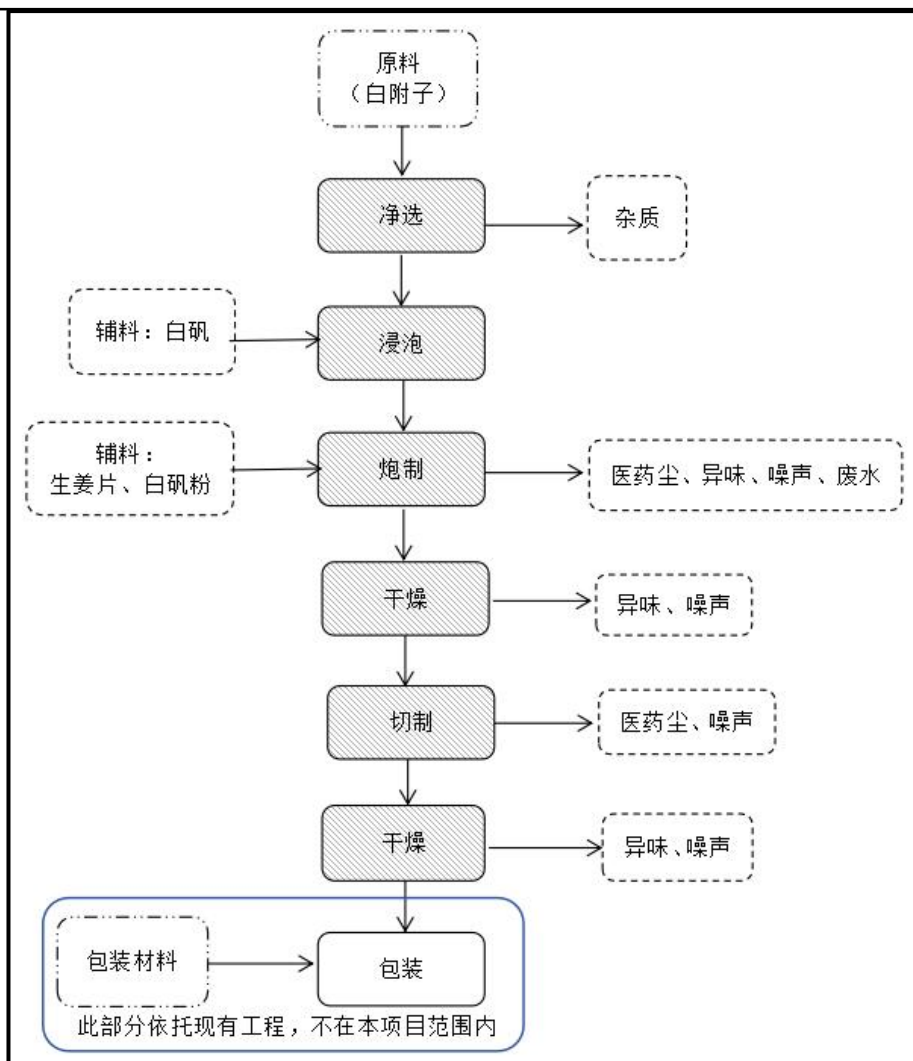 原料
（白附子）
净选
杂质
辅料：白矾
浸泡
辅料：
生姜片、白矾粉
炮制
医药尘、异味、噪声、废水
干燥
异味、噪声
切制
医药尘、噪声
干燥
异味、噪声
包装材料
包装
此部分依托现有工程，不在本项目范围内